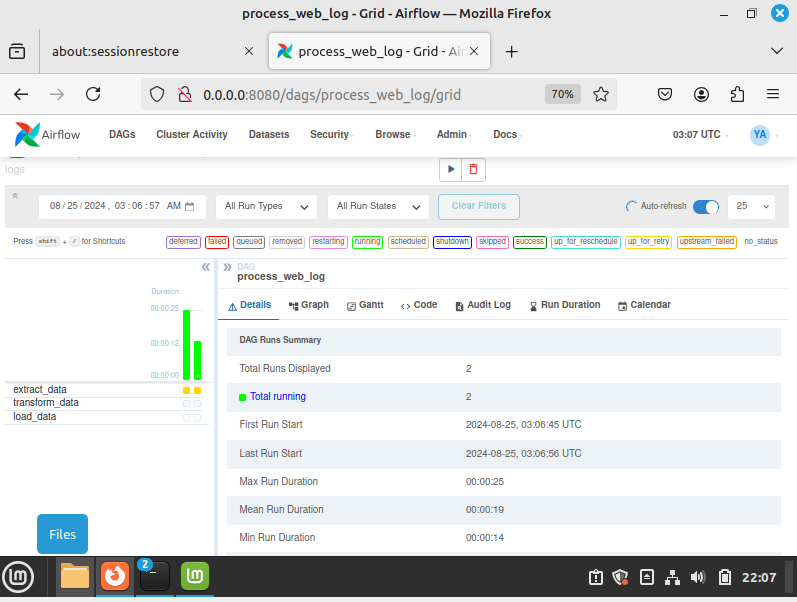 process_web_log - Grid - Airflow — Mozilla Firefox
about:sessionrestore
process_web_log - Grid - Air
0.0.0.0:8080/dags/process_web_log/grid
70%
Airflow
DAGs
Cluster Activity
Datasets
Security
Browse
Admin
Docs
03:07 UTC
YA
logs
08/25/2024, 03:06:57 AM
All Run Types
All Run States
Clear Filters
Auto-refresh
25
Press shift + / for Shortcuts
deferred
failed
queued
removed
restarting
running
scheduled
shutdown
skipped
success
up_for_reschedule
up_for_retry
upstream_failed
no_status
DAG
process_web_log
Duration
00:00:25
00:00:12
00:00:00
extract_data
transform_data
load_data
Details
Graph
Gantt
Code
Audit Log
Run Duration
Calendar
DAG Runs Summary
Total Runs Displayed 2
Total running 2
First Run Start 2024-08-25, 03:06:45 UTC
Last Run Start 2024-08-25, 03:06:56 UTC
Max Run Duration 00:00:25
Mean Run Duration 00:00:19
Min Run Duration 00:00:14
Files
2
22:07